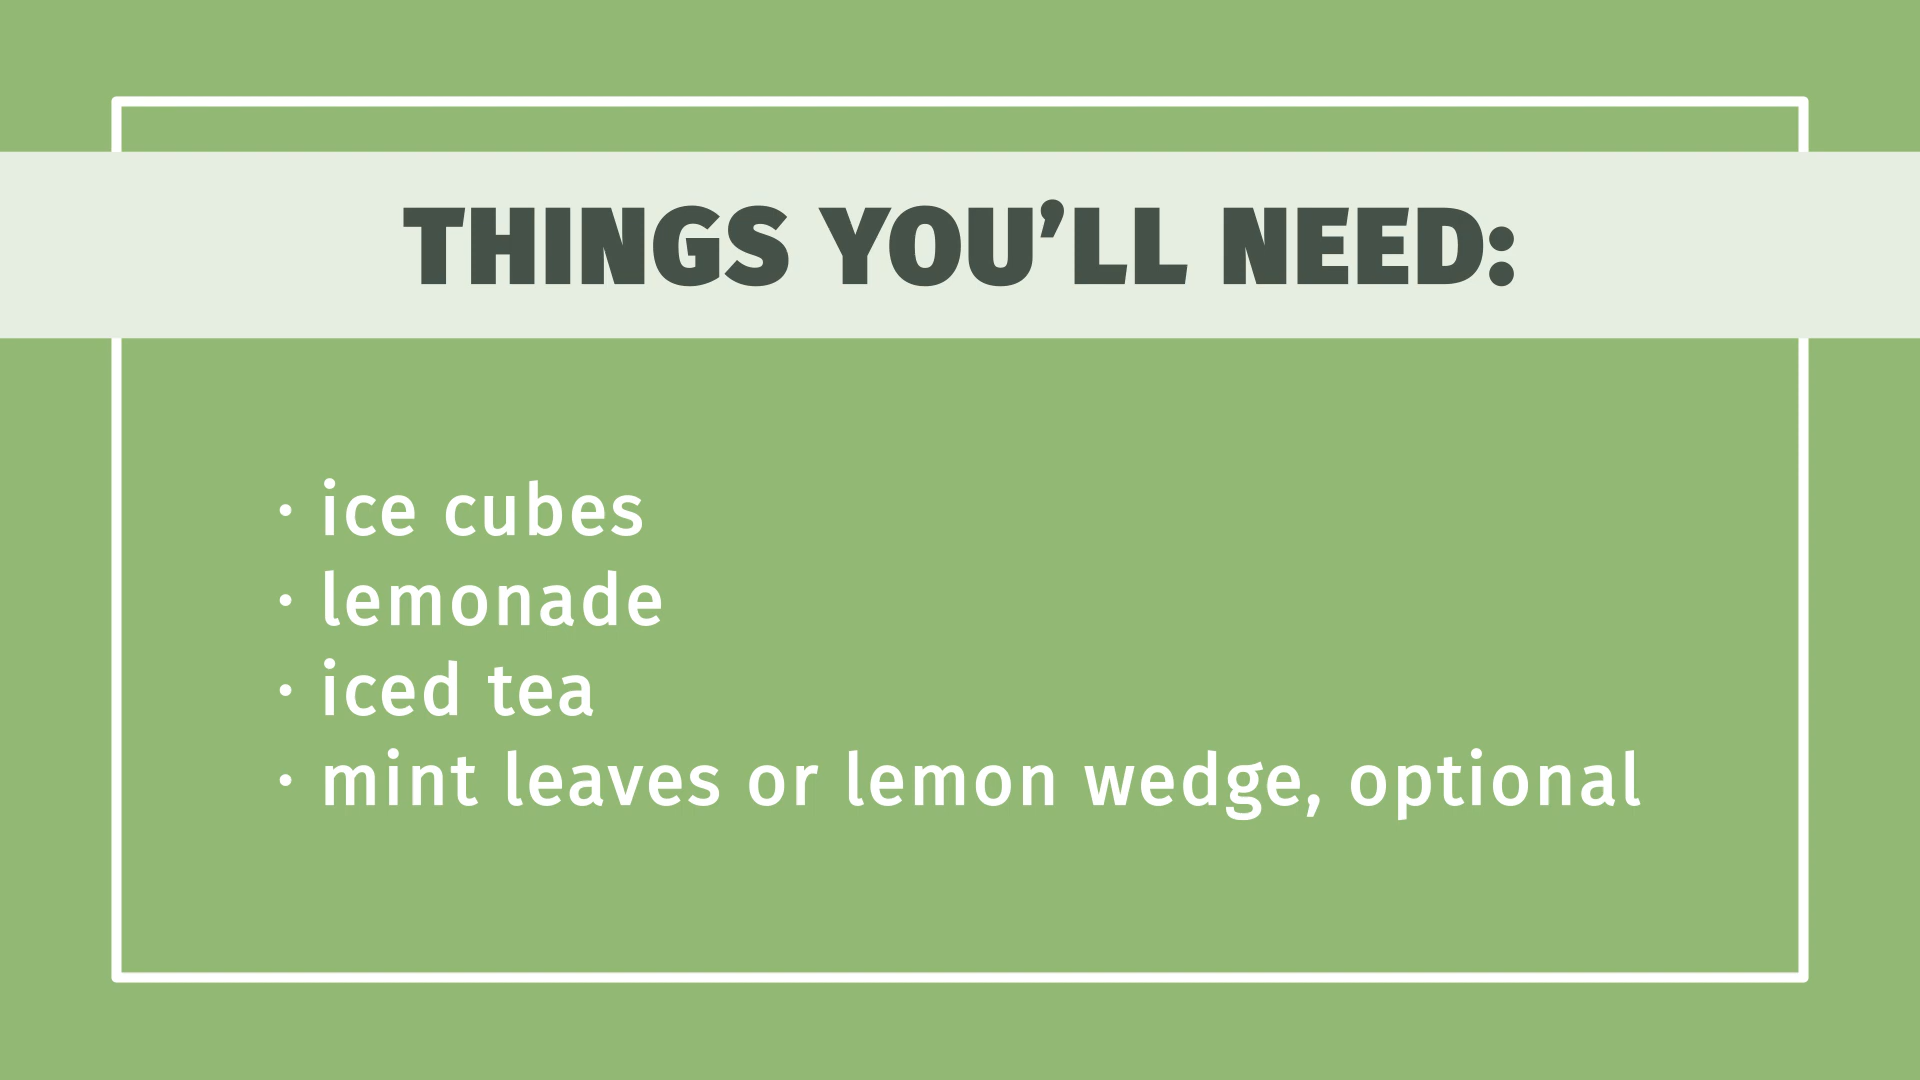 THINGS YOU’LL NEED:
· ice cubes
· lemonade
· iced tea
· mint leaves or lemon wedge, optional